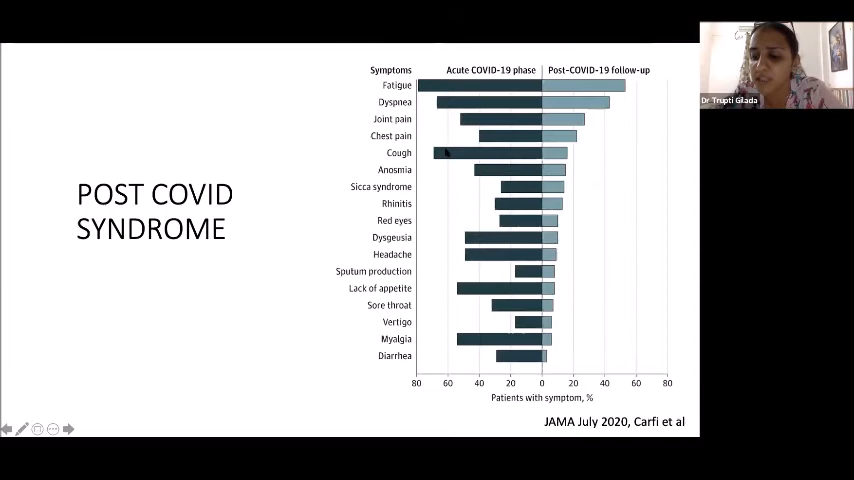 POST COVID
SYNDROME
Symptoms Acute COVID-19 phase Post-COVID-19 follow-up
Fatigue
Dyspnea
Joint pain
Chest pain
Cough
Anosmia
Sicca syndrome
Rhinitis
Red eyes
Dysgeusia
Headache
Sputum production
Lack of appetite
Sore throat
Vertigo
Myalgia
Diarrhea
80 60 40 20 0 20 40 60 80
Patients with symptom, %
JAMA July 2020, Carfi et al
Dr Trupti Gilada